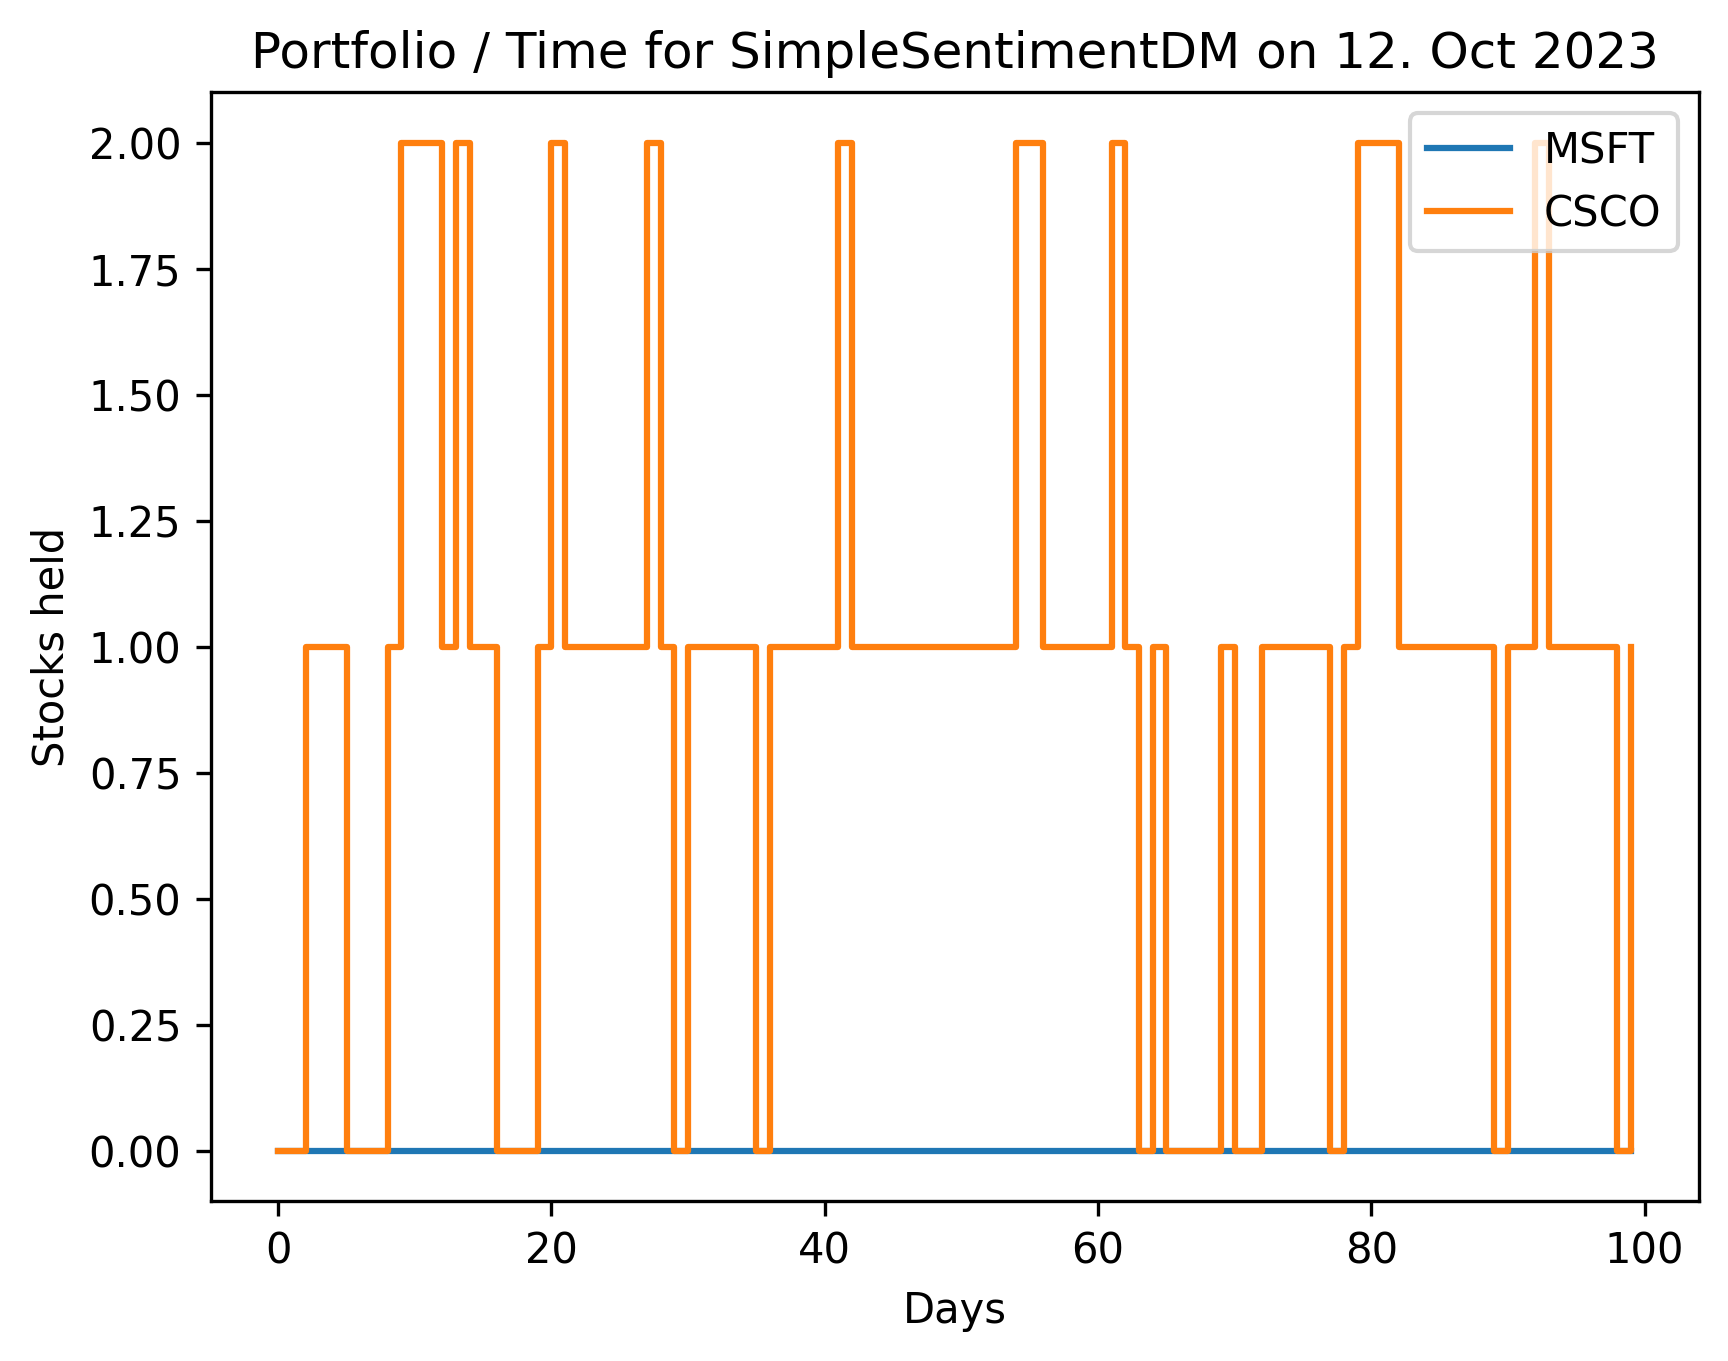 Portfolio / Time for SimpleSentimentDM on 12. Oct 2023
MSFT
CSCO
2.00
1.75
1.50
1.25
1.00
0.75
0.50
0.25
0.00
Stocks held
0 20 40 60 80 100
Days